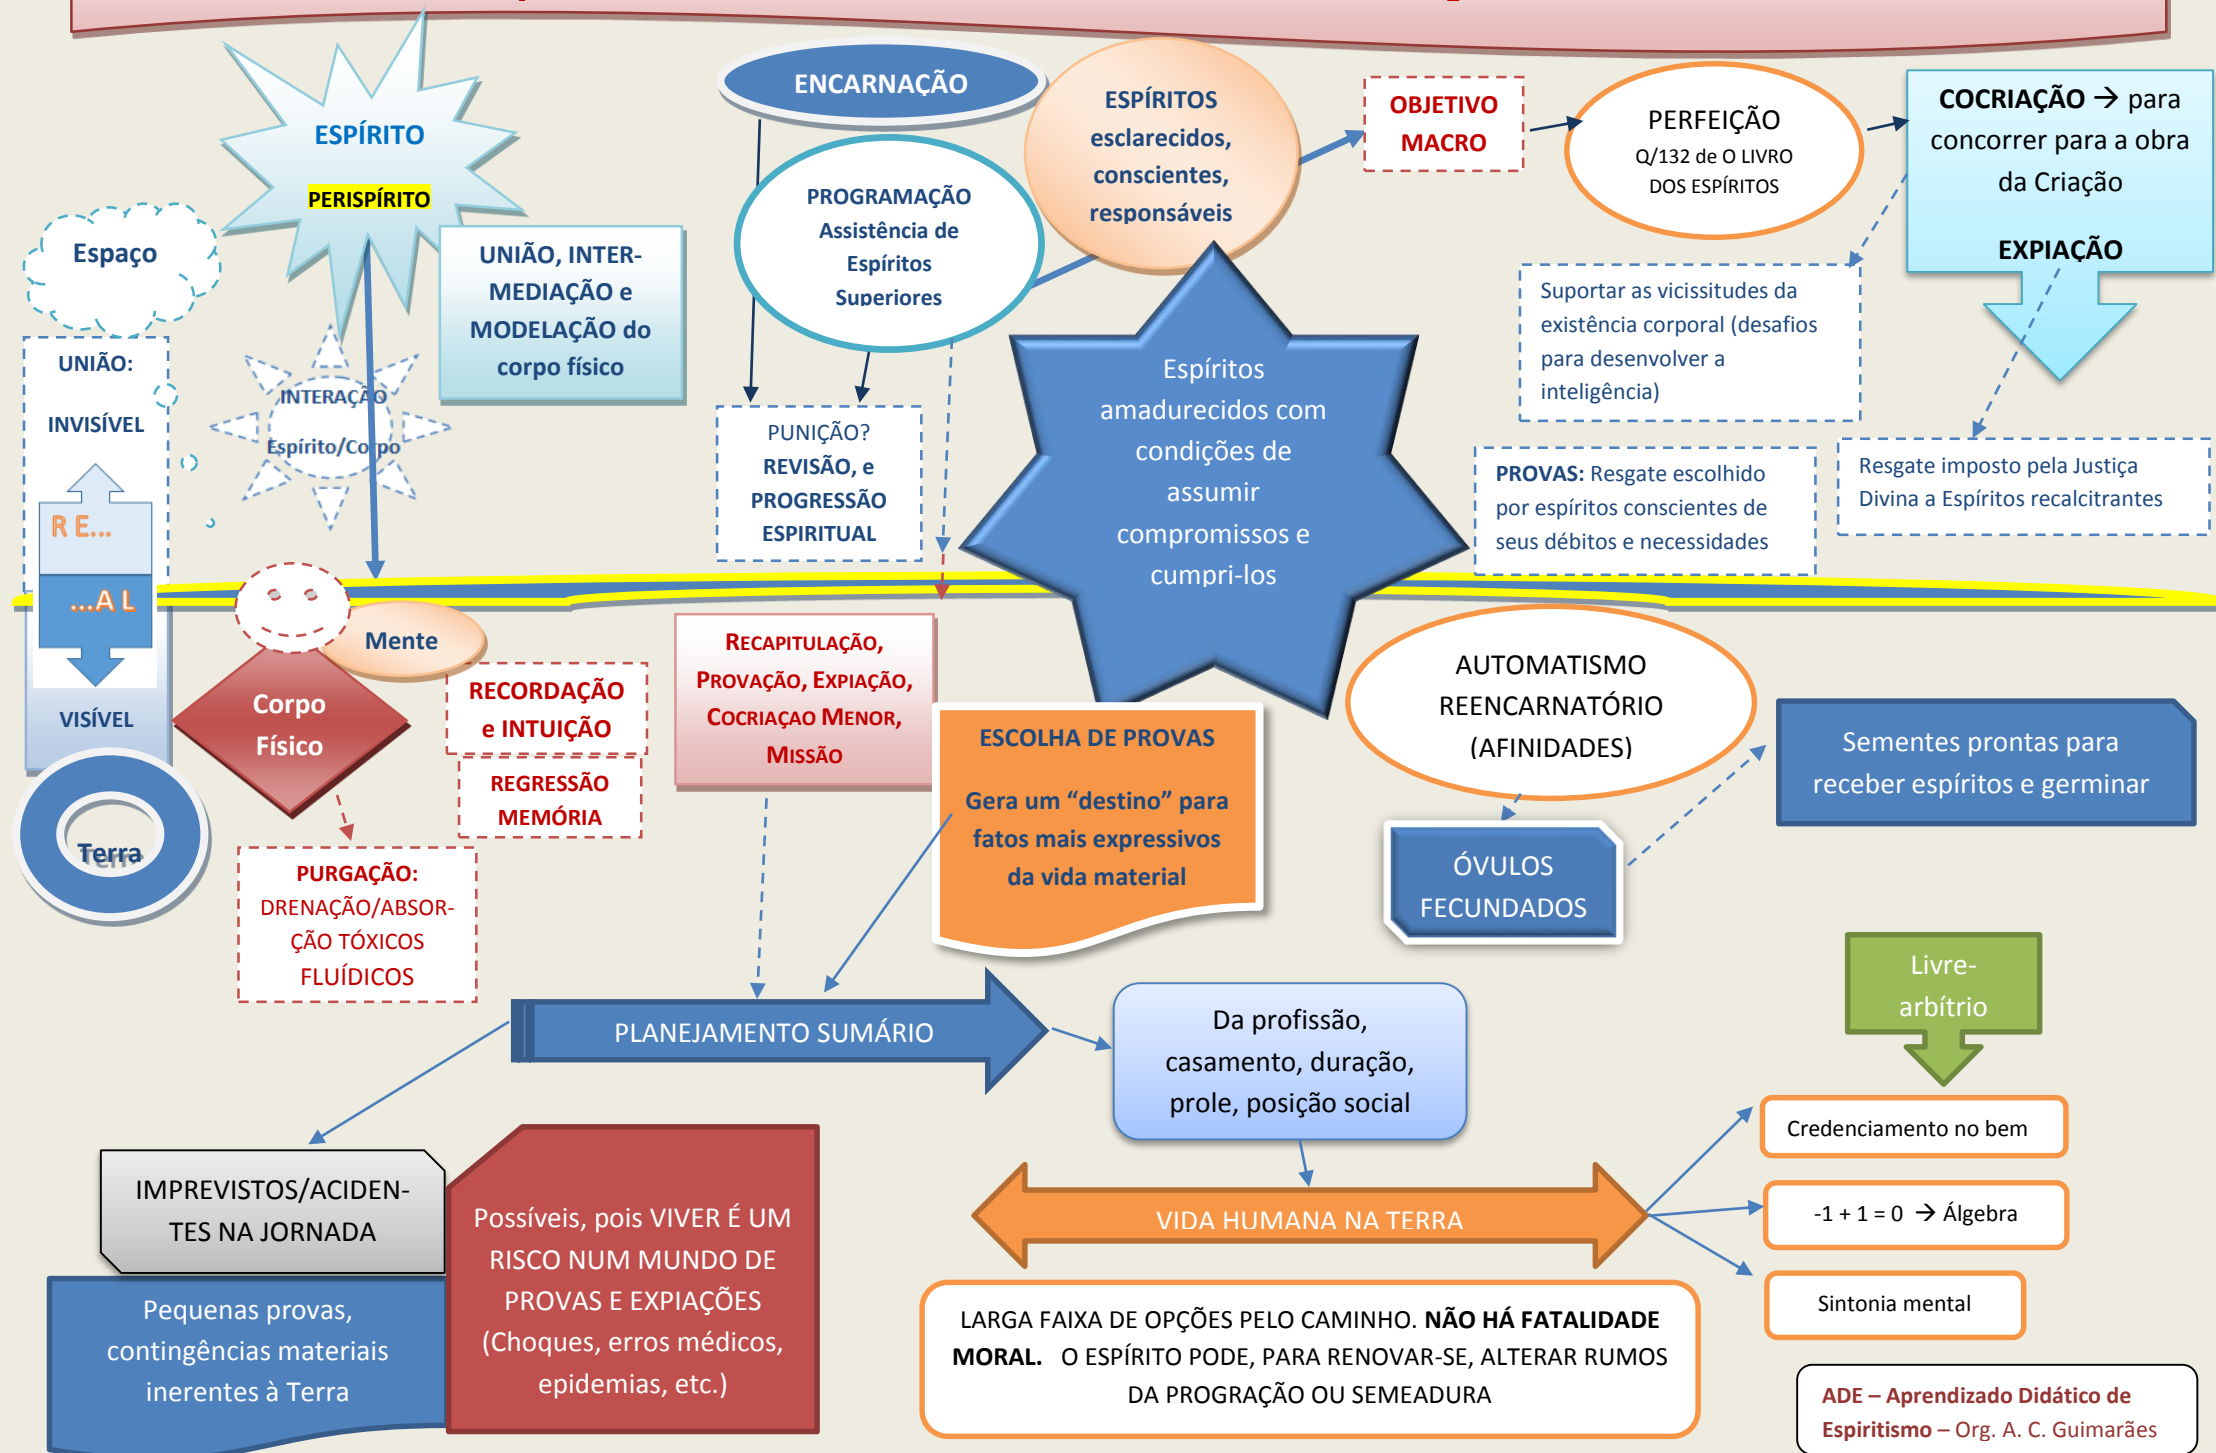 ESPÍRITO
PERISPÍRITO
Espaço
UNIÃO, INTER-
MEDIAÇÃO e
MODELAÇÃO do
corpo físico
UNIÃO:
INVISÍVEL
R E...
...A L
VISÍVEL
INTERAÇÃO
Espírito/Corpo
Terra
Mente
Corpo
Físico
RECORDAÇÃO
e INTUIÇÃO
REGRESSÃO
MEMÓRIA
PURGAÇÃO:
DRENAÇÃO/ABSOR-
ÇÃO TÓXICOS
FLUÍDICOS
ENCARNAÇÃO
PROGRAMAÇÃO
Assistência de
Espíritos
Superiores
PUNIÇÃO?
REVISÃO, e
PROGRESSÃO
ESPIRITUAL
ESPÍRITOS
esclarecidos,
conscientes,
responsáveis
OBJETIVO
MACRO
PERFEIÇÃO
Q/132 de O LIVRO
DOS ESPÍRITOS
COCRIAÇÃO → para
concorrer para a obra
da Criação
EXPIAÇÃO
Suportar as vicissitudes da
existência corporal (desafios
para desenvolver a
inteligência)
PROVAS: Resgate escolhido
por espíritos conscientes de
seus débitos e necessidades
Resgate imposto pela Justiça
Divina a Espíritos recalcitrantes
Espíritos
amadurecidos com
condições de
assumir
compromissos e
cumpri-los
RECAPITULAÇÃO,
PROVAÇÃO, EXPIAÇÃO,
COCRIAÇAO MENOR,
MISSÃO
ESCOLHA DE PROVAS
Gera um “destino” para
fatos mais expressivos
da vida material
AUTOMATISMO
REENCARNATÓRIO
(AFINIDADES)
ÓVULOS
FECUNDADOS
Sementes prontas para
receber espíritos e germinar
PLANEJAMENTO SUMÁRIO
Da profissão,
casamento, duração,
prole, posição social
Livre-
arbítrio
Credenciamento no bem
-1 + 1 = 0 → Álgebra
Sintonia mental
IMPREVISTOS/ACIDEN-
TES NA JORNADA
Pequenas provas,
contingências materiais
inerentes à Terra
Possíveis, pois VIVER É UM
RISCO NUM MUNDO DE
PROVAS E EXPIAÇÕES
(Choques, erros médicos,
epidemias, etc.)
VIDA HUMANA NA TERRA
LARGA FAIXA DE OPÇÕES PELO CAMINHO. NÃO HÁ FATALIDADE
MORAL. O ESPÍRITO PODE, PARA RENOVAR-SE, ALTERAR RUMOS
DA PROGRAÇÃO OU SEMEADURA
ADE – Aprendizado Didático de
Espiritismo – Org. A. C. Guimarães